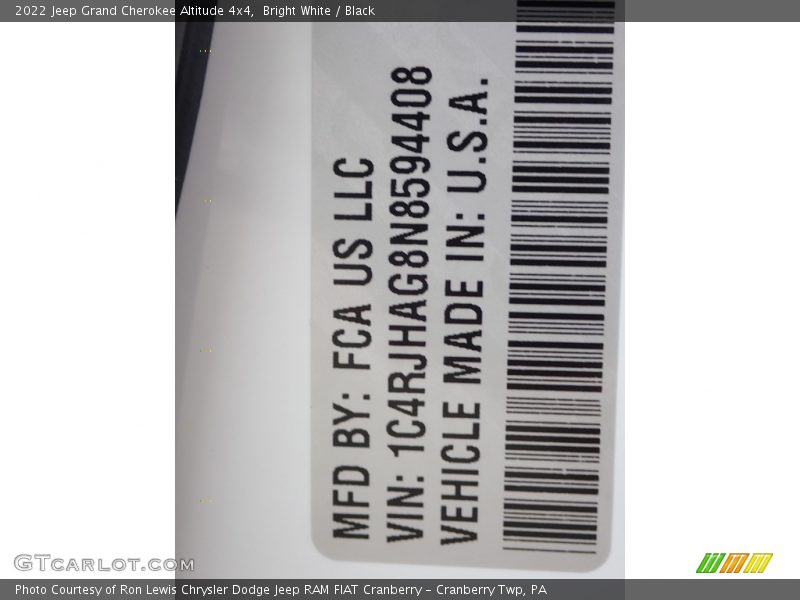 2022 Jeep Grand Cherokee Altitude 4x4, Bright White / Black
MFD BY: FCA US LLC
VIN: 1C4RJHAG8N8594408
VEHICLE MADE IN: U.S.A.
GTCARLOT.COM
Photo Courtesy of Ron Lewis Chrysler Dodge Jeep RAM FIAT Cranberry – Cranberry Twp, PA